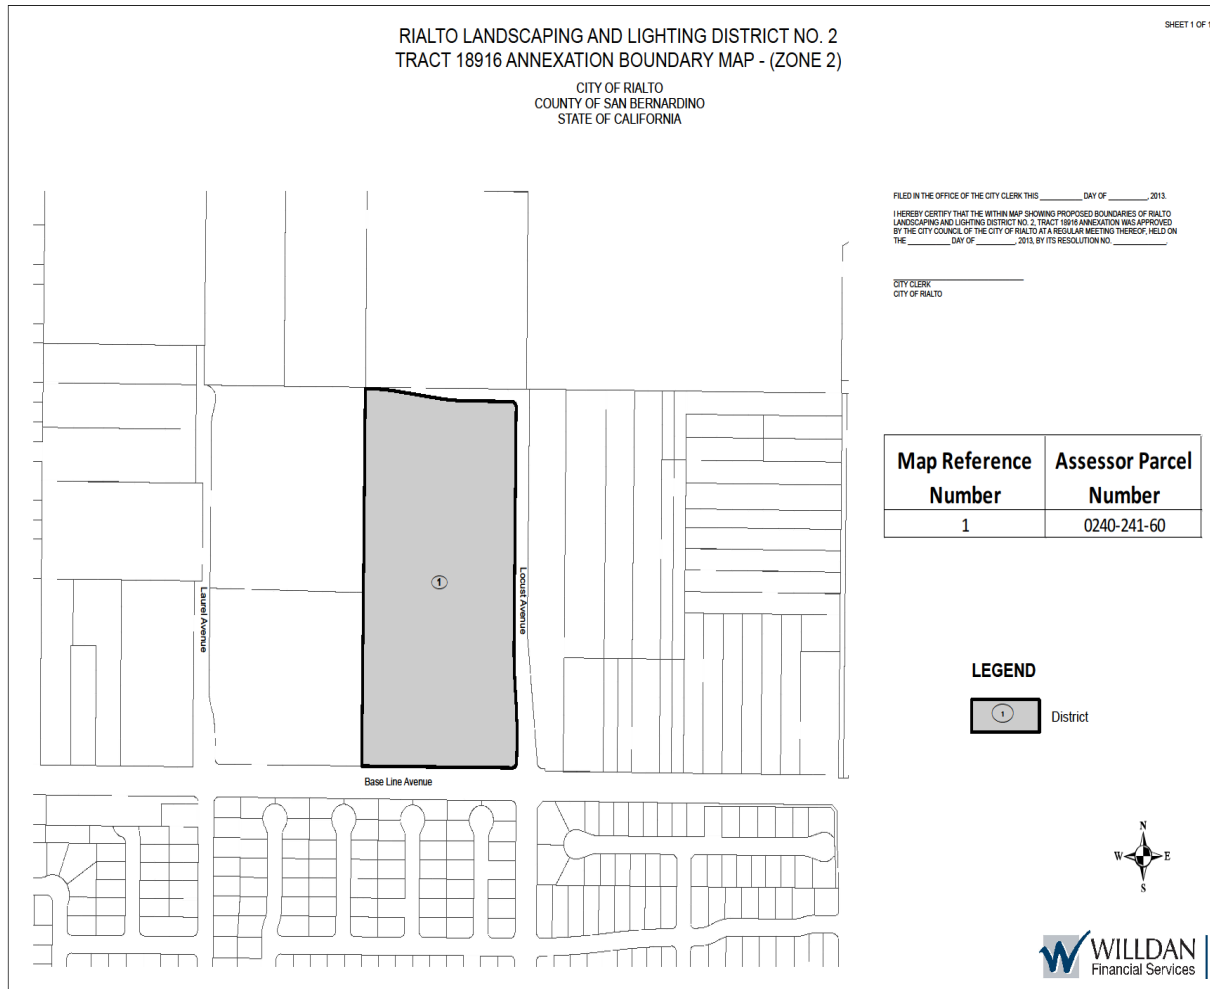 SHEET 1 OF 1
RIALTO LANDSCAPING AND LIGHTING DISTRICT NO. 2
TRACT 18916 ANNEXATION BOUNDARY MAP - (ZONE 2)
CITY OF RIALTO
COUNTY OF SAN BERNARDINO
STATE OF CALIFORNIA
FILED IN THE OFFICE OF THE CITY CLERK THIS __________ DAY OF __________, 2013.
I HEREBY CERTIFY THAT THE WITHIN MAP SHOWING PROPOSED BOUNDARIES OF RIALTO
LANDSCAPING AND LIGHTING DISTRICT NO. 2, TRACT 18916 ANNEXATION WAS APPROVED
BY THE CITY COUNCIL OF THE CITY OF RIALTO AT A REGULAR MEETING THEREOF, HELD ON
THE __________ DAY OF __________, 2013, BY ITS RESOLUTION NO. __________.
CITY CLERK
CITY OF RIALTO
Map Reference Number
Assessor Parcel Number
1
0240-241-60
1
Laurel Avenue
Locust Avenue
Base Line Avenue
LEGEND
1
District
N
W
E
S
WILLDAN
Financial Services